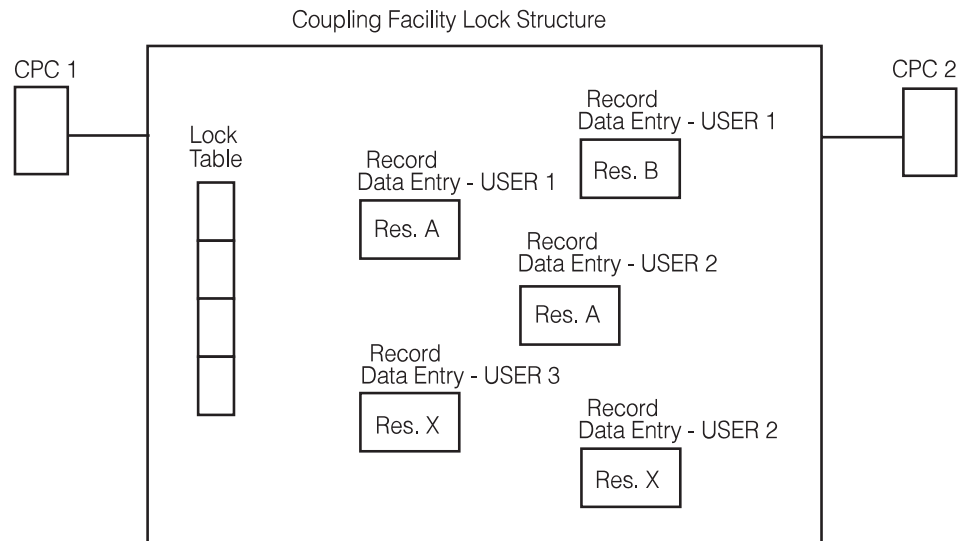 Coupling Facility Lock Structure
CPC 1
CPC 2
Lock
Table
Record
Data Entry - USER 1
Res. B
Record
Data Entry - USER 1
Res. A
Record
Data Entry - USER 2
Res. A
Record
Data Entry - USER 3
Res. X
Record
Data Entry - USER 2
Res. X